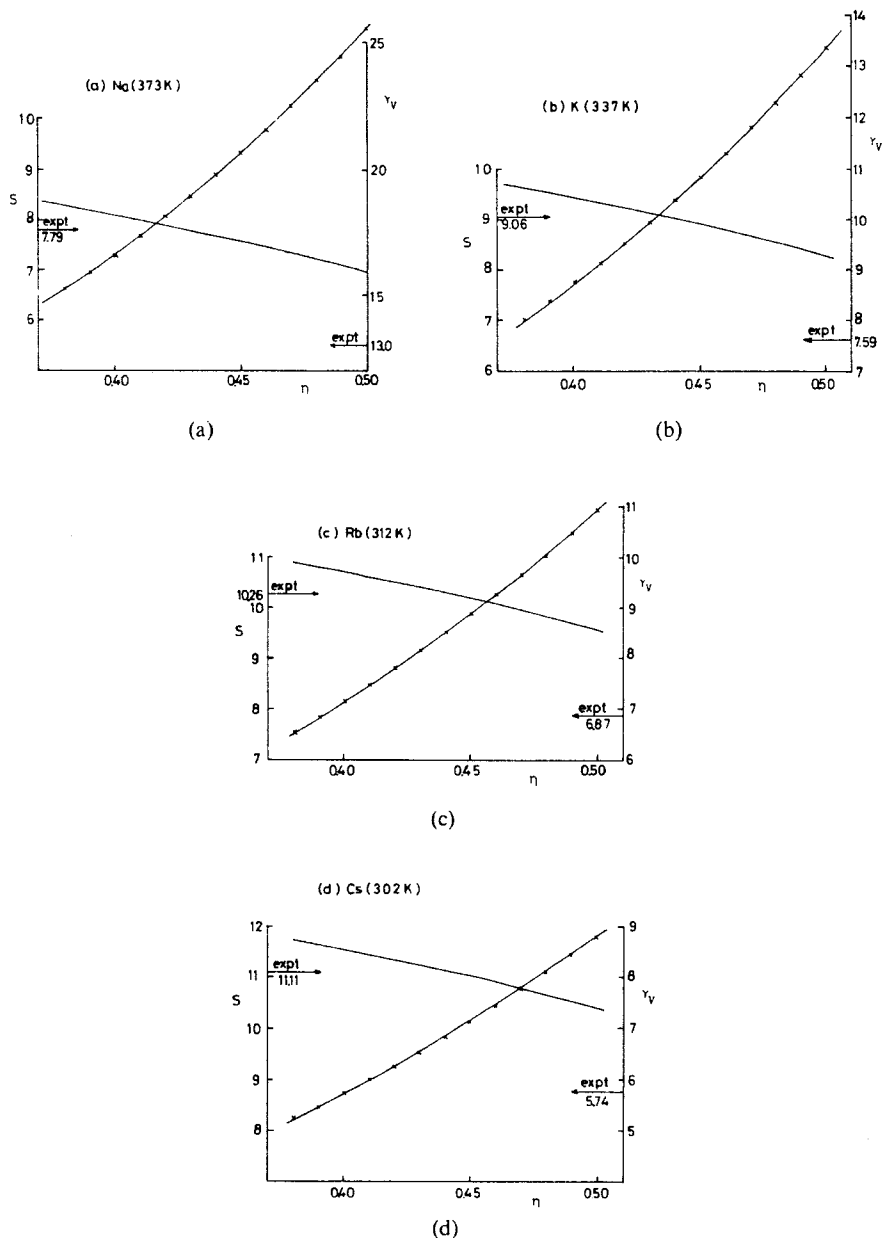 (a) Na (373K)
10
9
8
7
6
S
expt
7.79
25
20
15
γV
expt
13.0
0.40
0.45
0.50
η
(a)
(b) K (337K)
10
9
8
7
6
S
expt
9.06
14
13
12
11
10
9
8
7
γV
expt
7.59
0.40
0.45
0.50
η
(b)
(c) Rb (312K)
11
10
9
8
7
S
10.26
expt
11
10
9
8
7
6
γV
expt
6.87
0.40
0.45
0.50
η
(c)
(d) Cs (302K)
12
11
10
9
8
S
expt
11.11
9
8
7
6
5
γV
expt
5.74
0.40
0.45
0.50
η
(d)